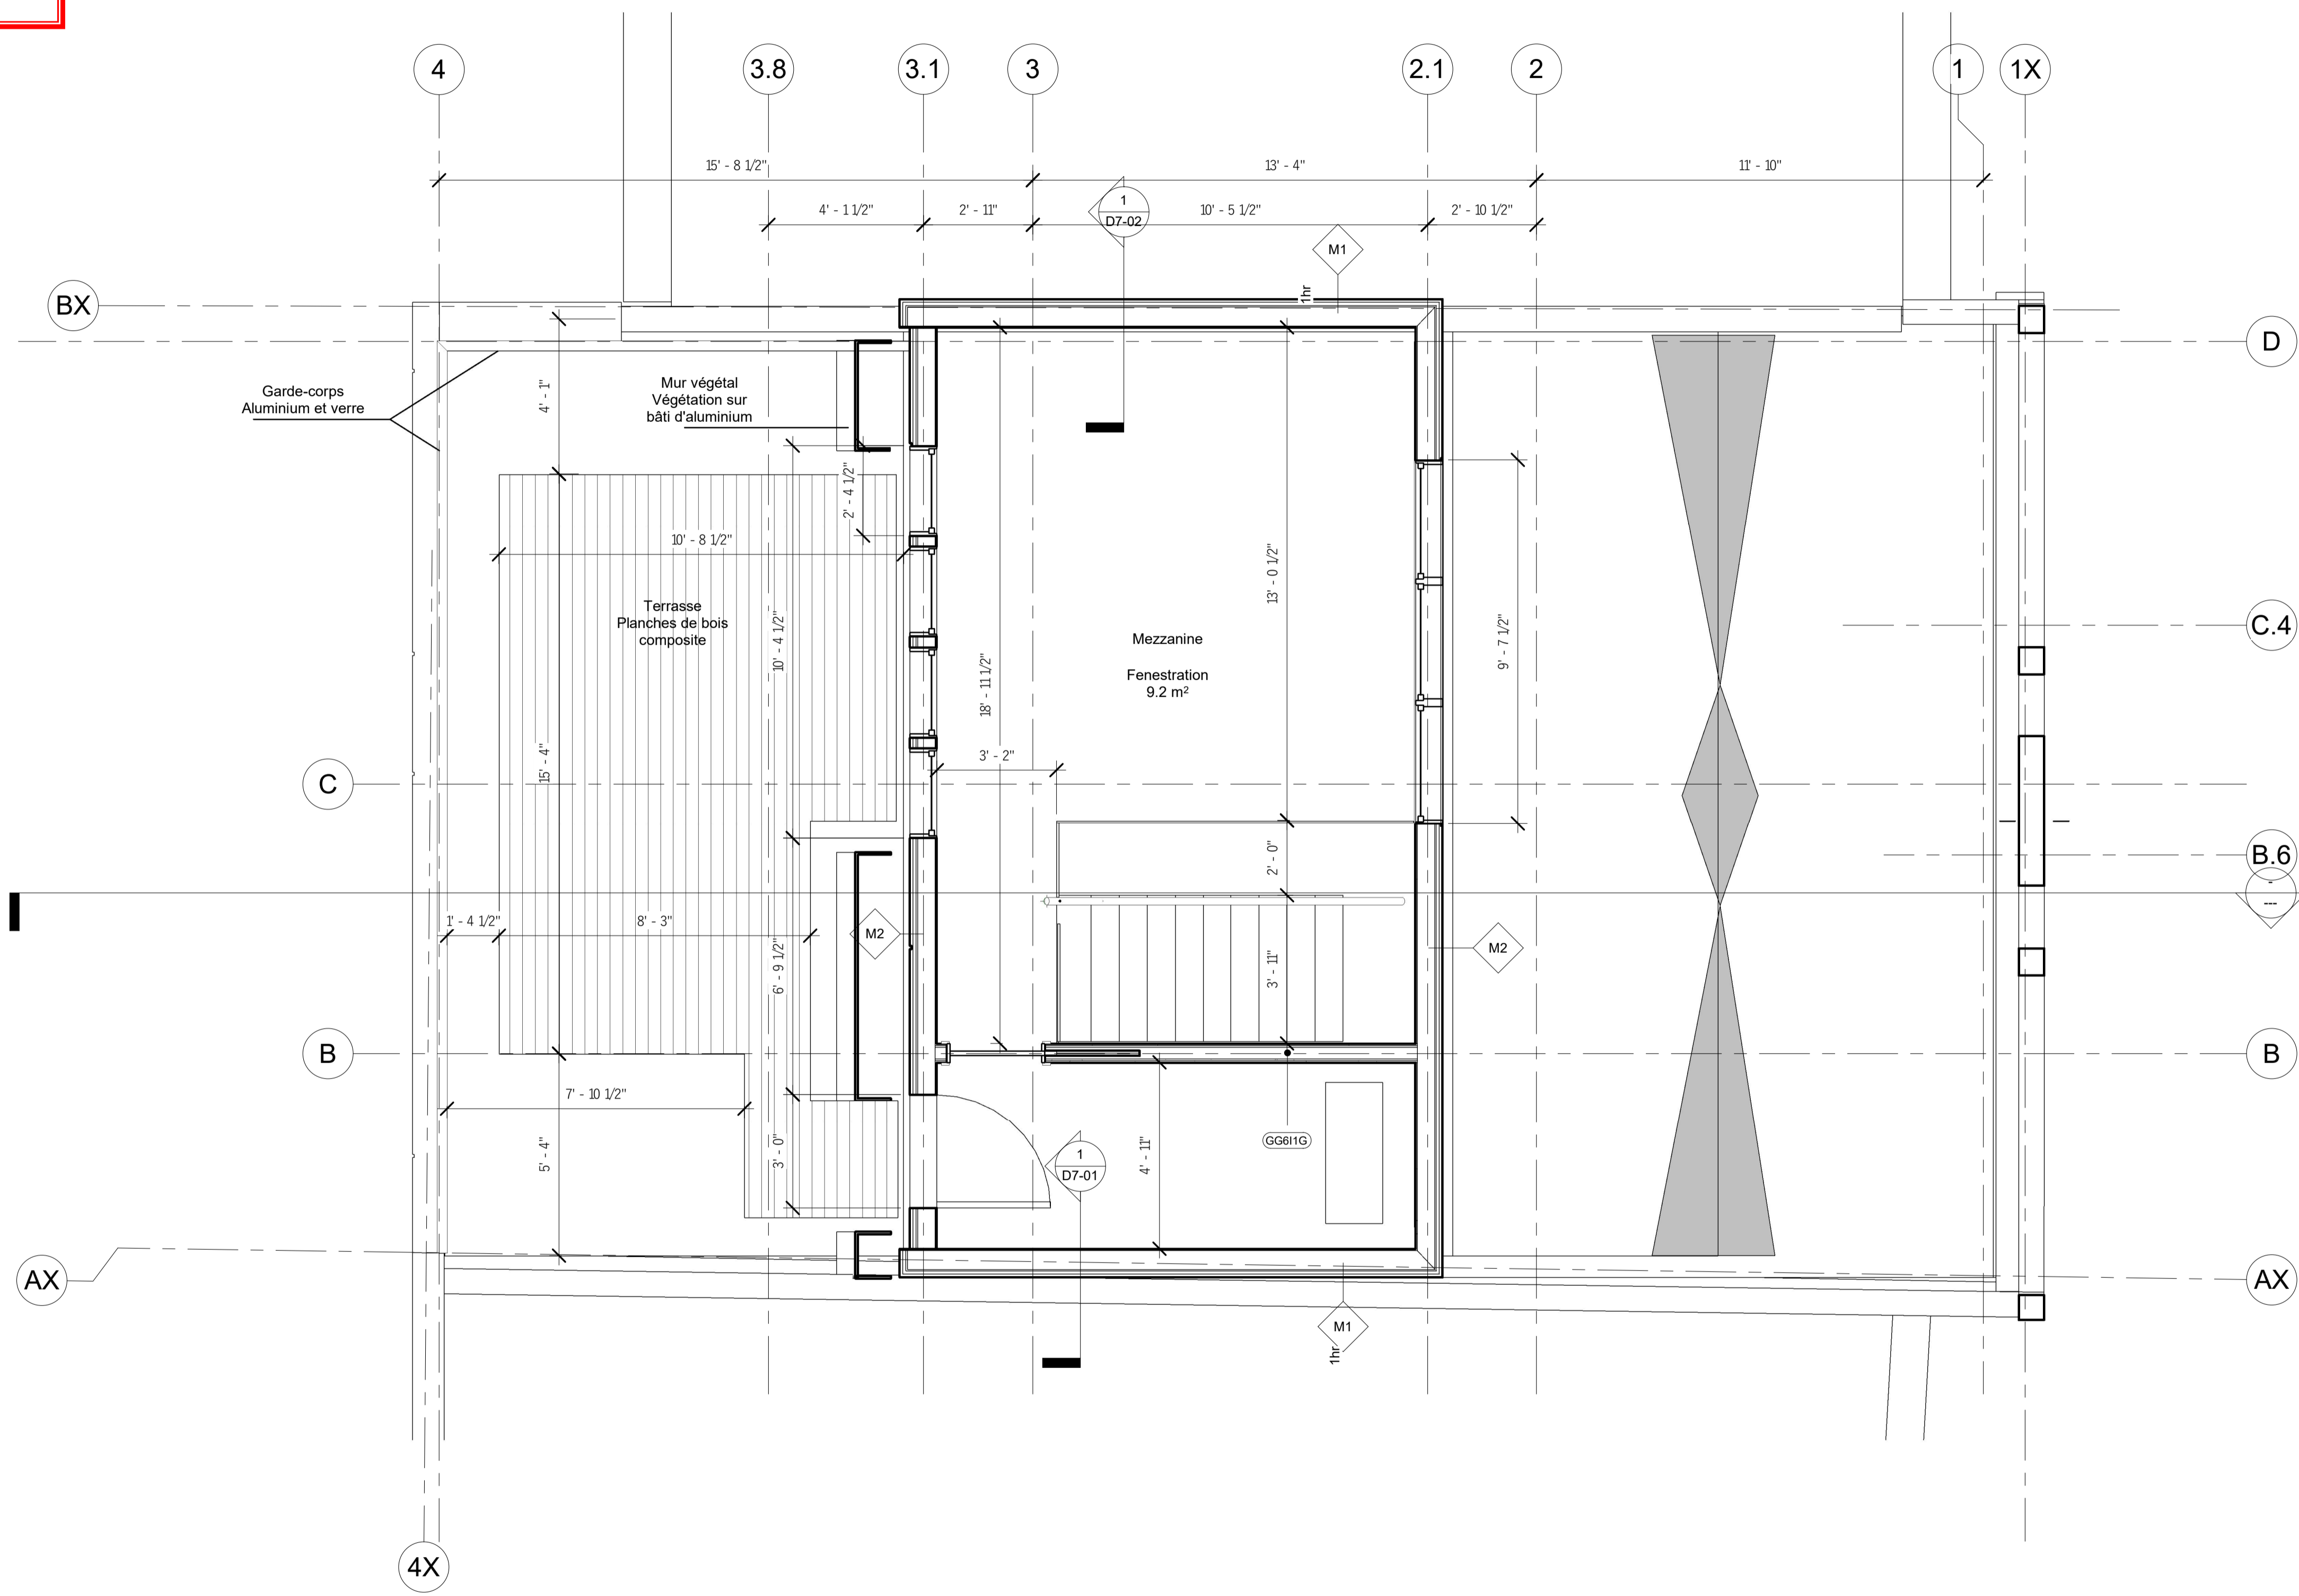 4
3.8
3.1
3
2.1
2
1
1X
15' - 8 1/2"
13' - 4"
11' - 10"
4' - 1 1/2"
2' - 11"
1
D7-02
10' - 5 1/2"
2' - 10 1/2"
M1
1hr
BX
D
Garde-corps
Aluminium et verre
4' - 1"
Mur végétal
Végétation sur
bâti d'aluminium
2' - 4 1/2"
10' - 8 1/2"
13' - 0 1/2"
Terrasse
Planches de bois
composite
10' - 4 1/2"
18' - 11 1/2"
Mezzanine
Fenestration
9.2 m²
9' - 7 1/2"
C.4
15' - 4"
3' - 2"
C
2' - 0"
B.6
-
---
1' - 4 1/2"
8' - 3"
M2
6' - 9 1/2"
3' - 11"
M2
B
B
7' - 10 1/2"
5' - 4"
3' - 0"
1
D7-01
4' - 11"
GG6I1G
AX
AX
M1
1hr
4X